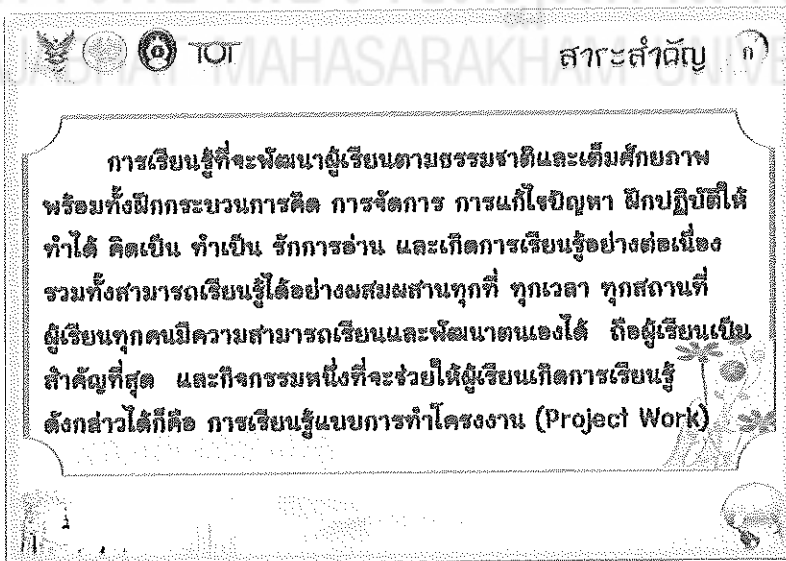 JABHAT MAHASARAKHAM UNIVE
TOT
สาระสำคัญ ก
การเรียนรู้ที่จะพัฒนาผู้เรียนตามธรรมชาติและเต็มศักยภาพ
พร้อมทั้งฝึกกระบวนการคิด การจัดการ การแก้ไขปัญหา ฝึกปฏิบัติให้
ทำได้ คิดเป็น ทำเป็น รักการอ่าน และเกิดการเรียนรู้อย่างต่อเนื่อง
รวมทั้งสามารถเรียนรู้ได้อย่างผสมผสานทุกที่ ทุกเวลา ทุกสถานที่
ผู้เรียนทุกคนมีความสามารถเรียนและพัฒนาตนเองได้ ถือผู้เรียนเป็น
สำคัญที่สุด และกิจกรรมหนึ่งที่จะช่วยให้ผู้เรียนเกิดการเรียนรู้
ดังกล่าวได้ก็คือ การเรียนรู้แบบการทำโครงงาน (Project Work)